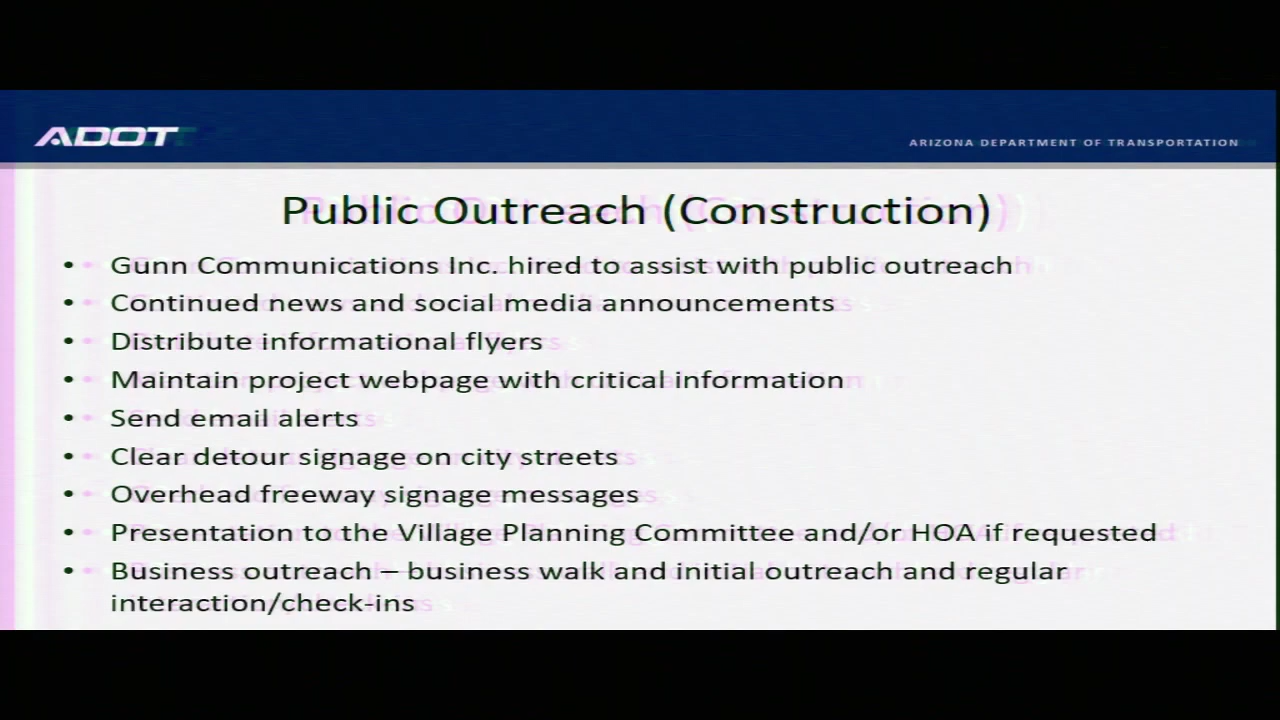 ADOT
ARIZONA DEPARTMENT OF TRANSPORTATION
Public Outreach (Construction)
• Gunn Communications Inc. hired to assist with public outreach
• Continued news and social media announcements
• Distribute informational flyers
• Maintain project webpage with critical information
• Send email alerts
• Clear detour signage on city streets
• Overhead freeway signage messages
• Presentation to the Village Planning Committee and/or HOA if requested
• Business outreach – business walk and initial outreach and regular
interaction/check-ins